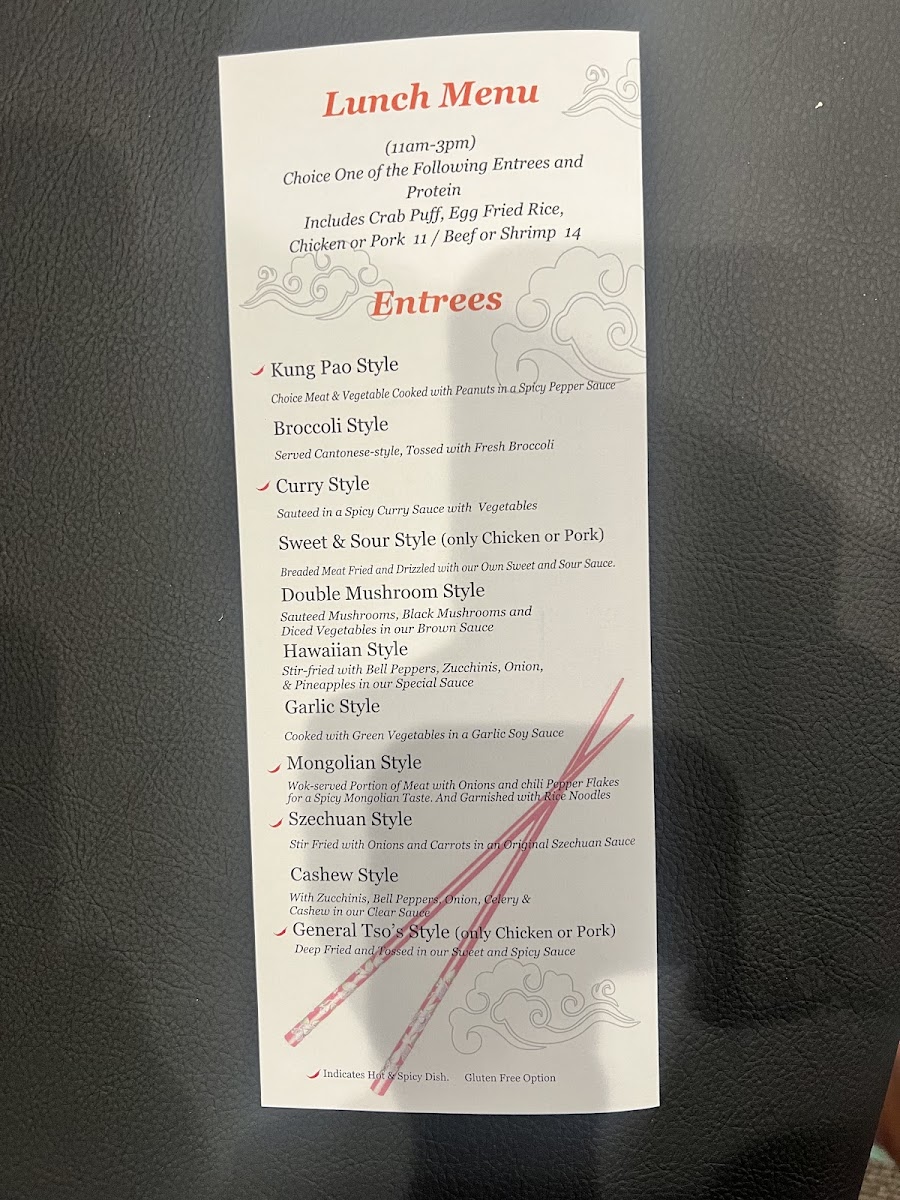 Lunch Menu
(11am-3pm)
Choice One of the Following Entrees and
Protein
Includes Crab Puff, Egg Fried Rice,
Chicken or Pork 11 / Beef or Shrimp 14
Entrees
Kung Pao Style
Choice Meat & Vegetable Cooked with Peanuts in a Spicy Pepper Sauce
Broccoli Style
Served Cantonese-style, Tossed with Fresh Broccoli
Curry Style
Sauteed in a Spicy Curry Sauce with Vegetables
Sweet & Sour Style (only Chicken or Pork)
Breaded Meat Fried and Drizzled with our Own Sweet and Sour Sauce.
Double Mushroom Style
Sauteed Mushrooms, Black Mushrooms and
Diced Vegetables in our Brown Sauce
Hawaiian Style
Stir-fried with Bell Peppers, Zucchinis, Onion,
& Pineapples in our Special Sauce
Garlic Style
Cooked with Green Vegetables in a Garlic Soy Sauce
Mongolian Style
Wok-served Portion of Meat with Onions and chili Pepper Flakes
for a Spicy Mongolian Taste. And Garnished with Rice Noodles
Szechuan Style
Stir Fried with Onions and Carrots in an Original Szechuan Sauce
Cashew Style
With Zucchinis, Bell Peppers, Onion, Celery &
Cashew in our Clear Sauce
General Tso's Style (only Chicken or Pork)
Deep Fried and Tossed in our Sweet and Spicy Sauce
Indicates Hot & Spicy Dish. Gluten Free Option